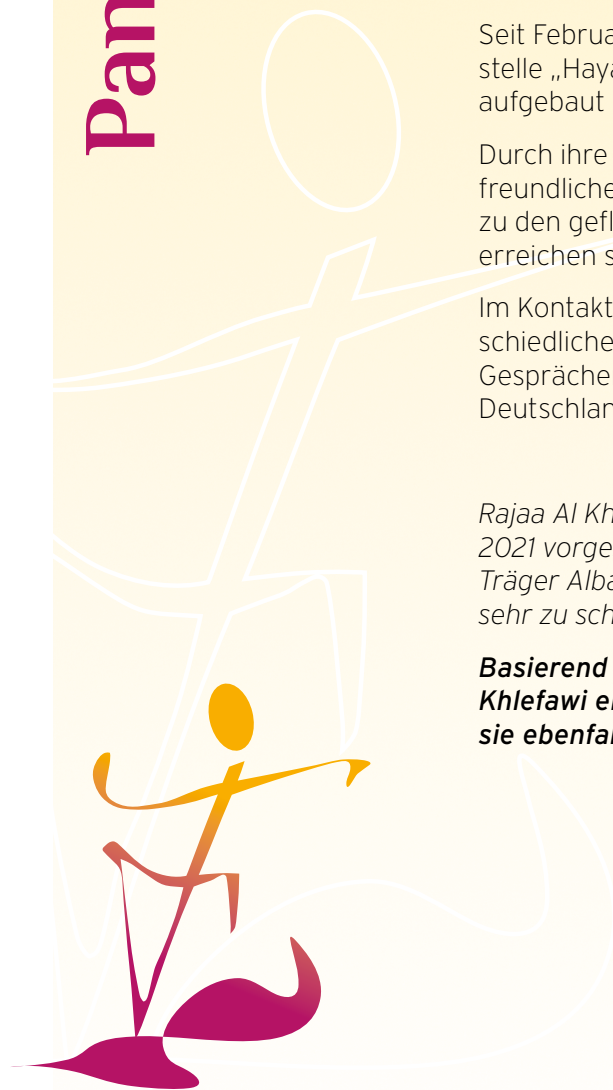 Pan
Seit Februa
stelle „Haya
aufgebaut
Durch ihre
freundliche
zu den gefl
erreichen s
Im Kontakt
schiedliche
Gespräche
Deutschlan
Rajaa Al Kh
2021 vorge
Träger Alba
sehr zu sch
Basierend
Khlefawi e
sie ebenfa